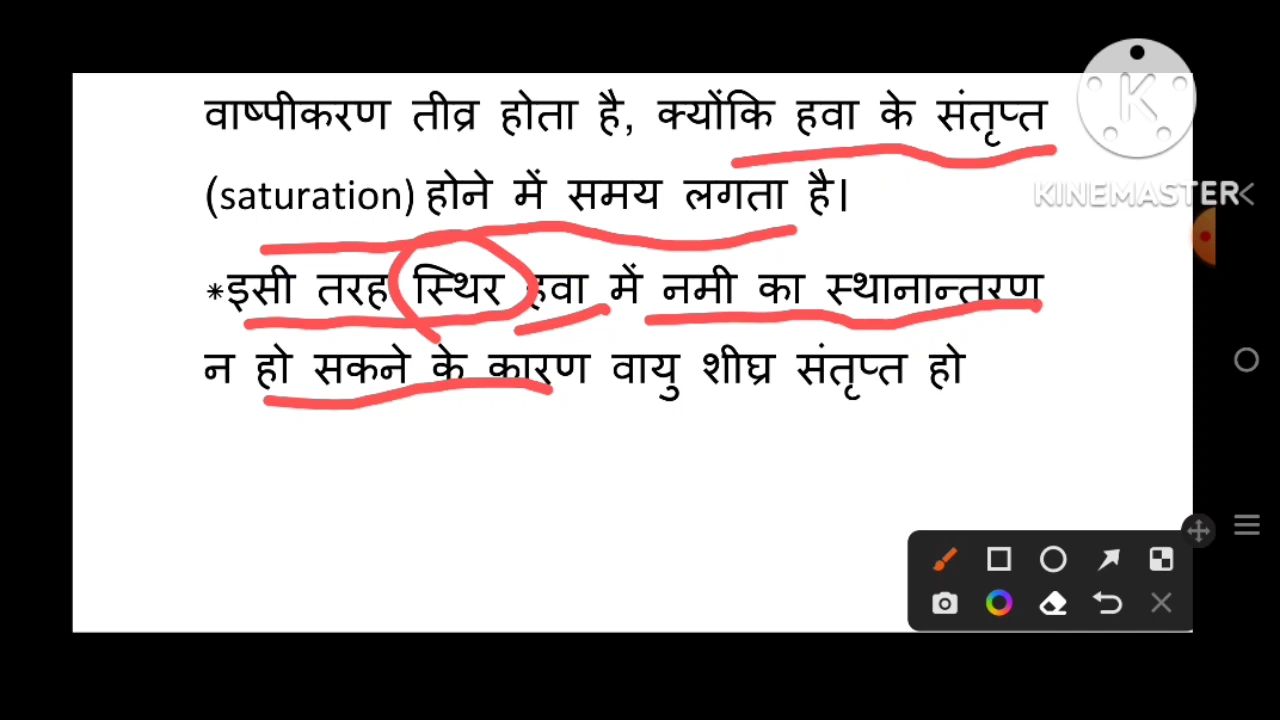 वाष्पीकरण तीव्र होता है, क्योंकि हवा के संतृप्त
(saturation) होने में समय लगता है।
*इसी तरह स्थिर हवा में नमी का स्थानान्तरण
न हो सकने के कारण वायु शीघ्र संतृप्त हो
K
KINEMASTER